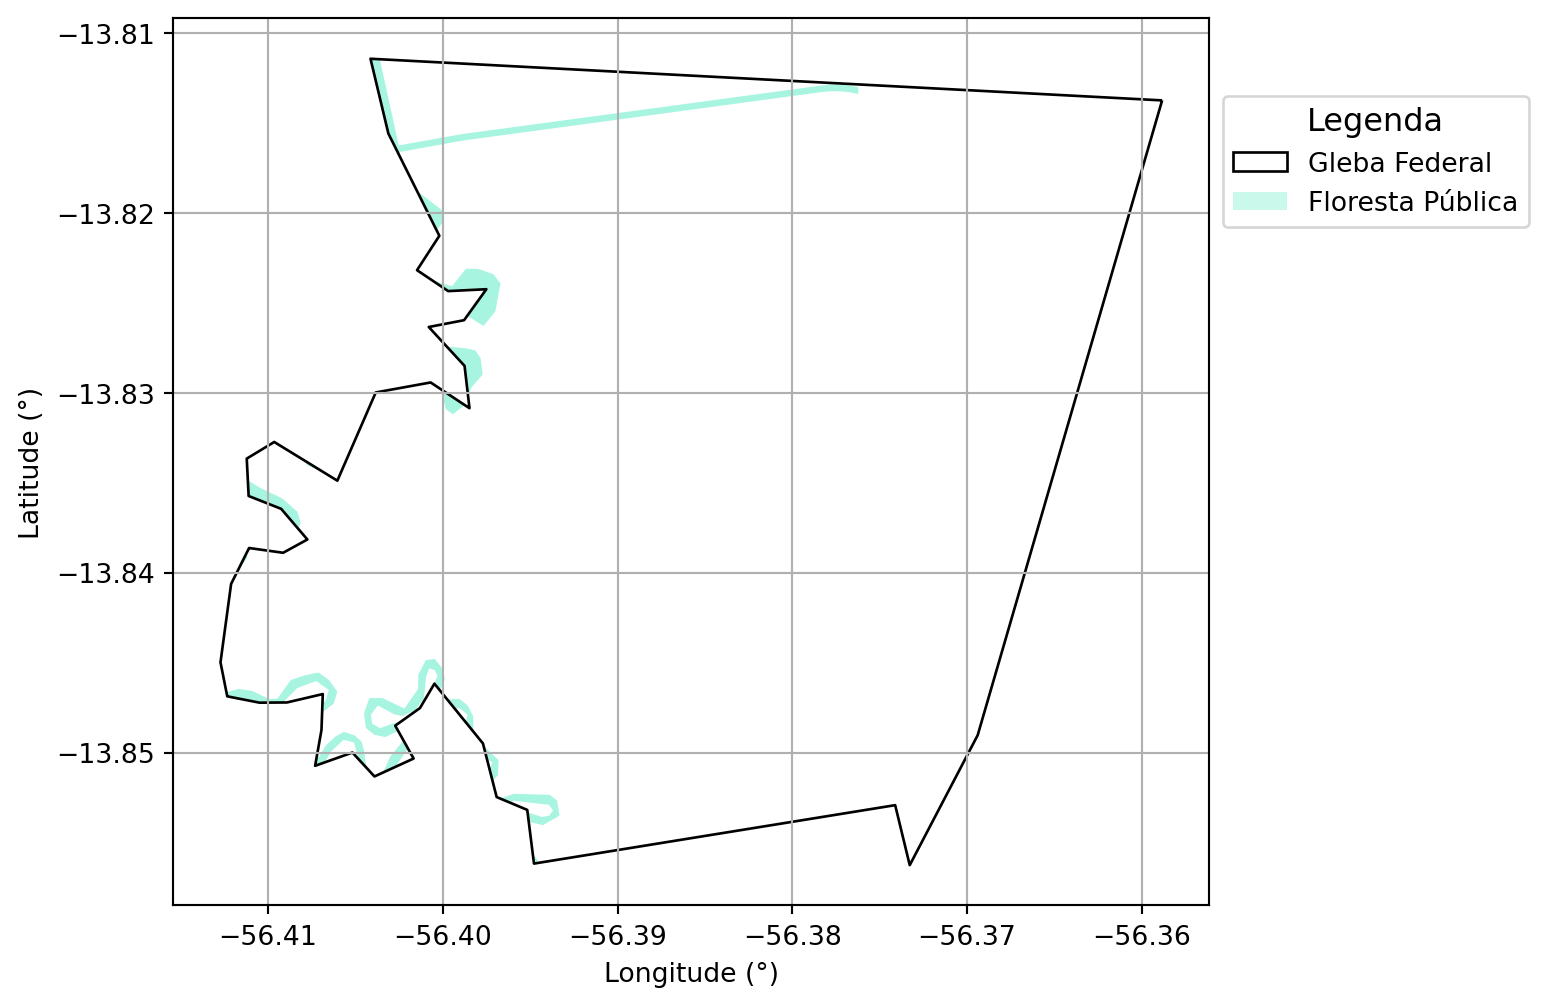 −13.81
−13.82
−13.83
−13.84
−13.85
Latitude (°)
−56.41
−56.40
−56.39
−56.38
−56.37
−56.36
Longitude (°)
Legenda
Gleba Federal
Floresta Pública